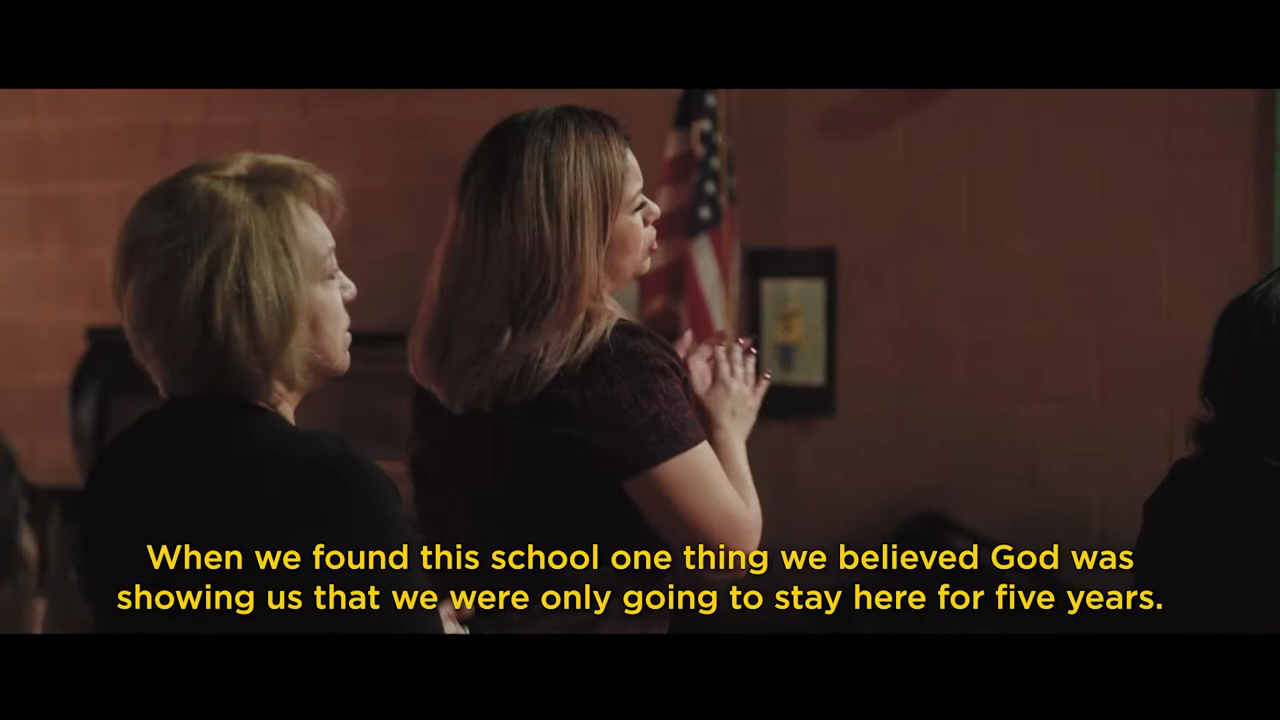 When we found this school one thing we believed God was
showing us that we were only going to stay here for five years.